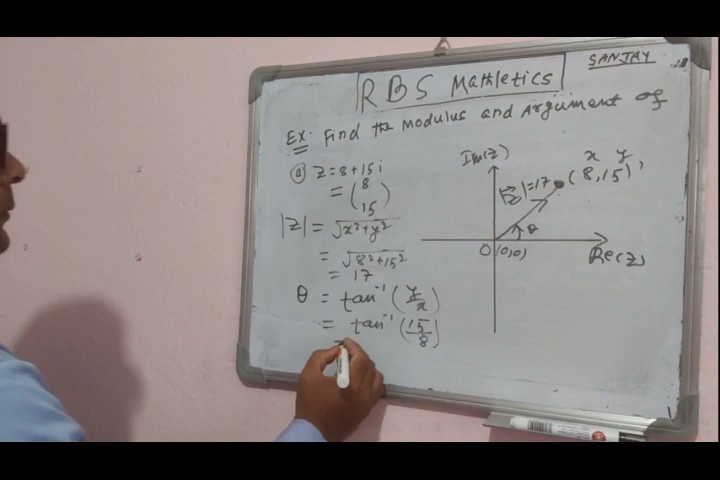 SANJAY
RBS Mathletics
EX: Find the Modulus and Argument of
(a) z = 8+15i
= (8
15)
|z| = √x²+y²
= √8²+15²
= 17
θ = tan⁻¹(y/x)
= tan⁻¹(15/8)
=
Im(z)
x y
(8,15)
|z|=17
θ
O (0,0)
Re(z)